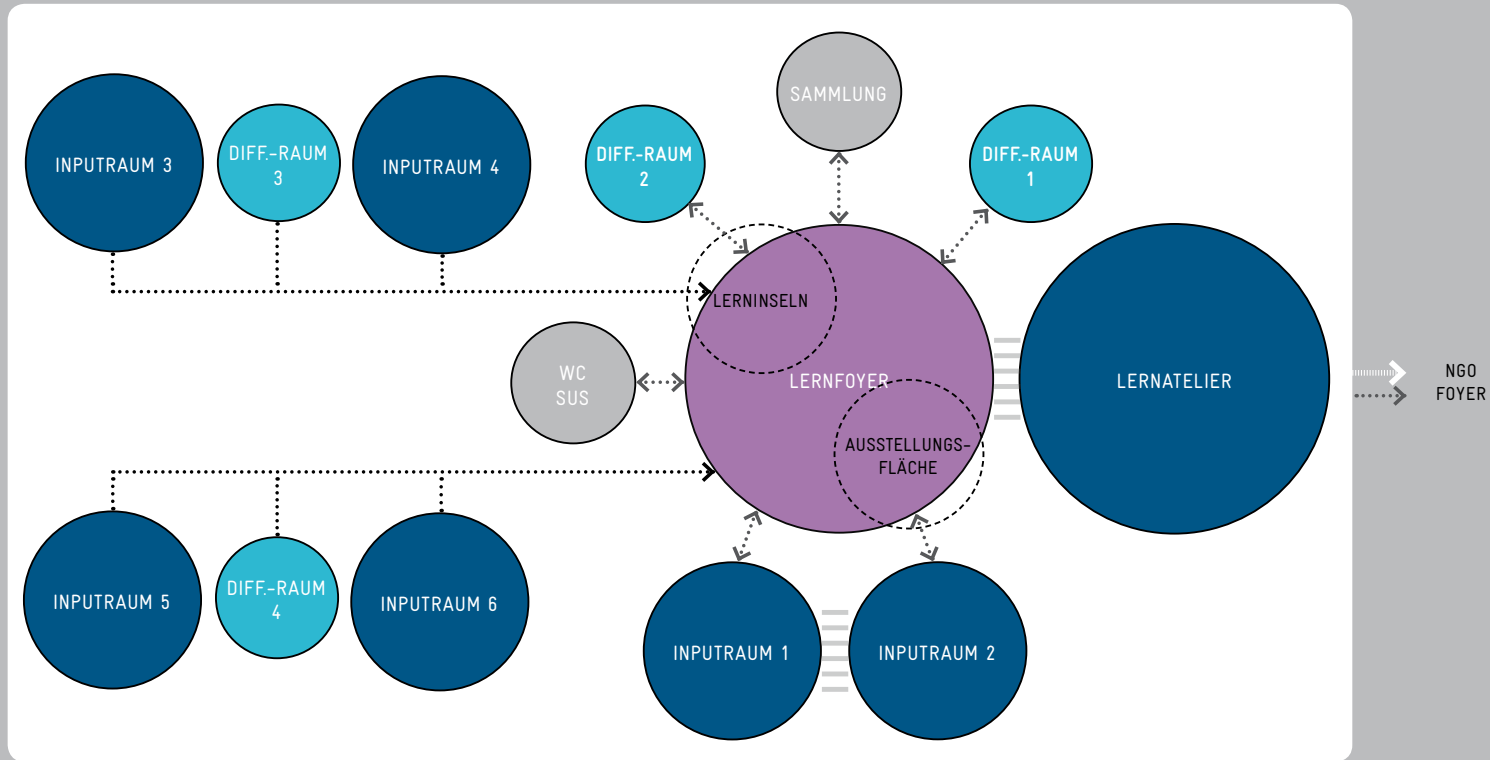 SAMMLUNG
INPUTRAUM 3
DIFF.-RAUM
3
INPUTRAUM 4
DIFF.-RAUM
2
DIFF.-RAUM
1
LERNINSELN
WC
SUS
LERNFOYER
LERNATELIER
NGO
FOYER
AUSSTELLUNGS-
FLÄCHE
INPUTRAUM 5
DIFF.-RAUM
4
INPUTRAUM 6
INPUTRAUM 1
INPUTRAUM 2